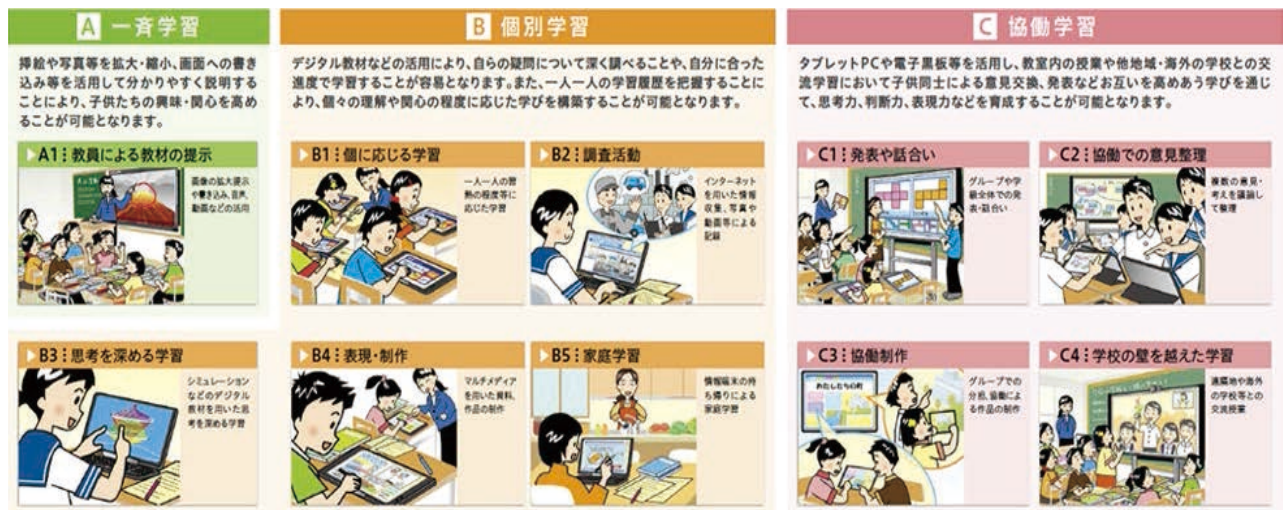 A 一斉学習
挿絵や写真等を拡大・縮小、画面への書き
込み等を活用して分かりやすく説明する
ことにより、子供たちの興味・関心を高め
ることが可能となります。
A1：教員による教材の提示
画像の拡大提示
や書き込み、音声、
動画などの活用
B 個別学習
デジタル教材などの活用により、自らの疑問について深く調べることや、自分に合った
進度で学習することが容易となります。また、一人一人の学習履歴を把握することに
より、個々の理解や関心の程度に応じた学びを構築することが可能となります。
B1：個に応じる学習
一人一人の習
熟の程度等に
応じた学習
B2：調査活動
インターネット
を用いた情報
収集、写真や
動画等による
記録
B3：思考を深める学習
シミュレーション
などのデジタル
教材を用いた思
考を深める学習
B4：表現・制作
マルチメディア
を用いた資料、
作品の制作
B5：家庭学習
情報端末の持
ち帰りによる
家庭学習
C 協働学習
タブレットPCや電子黒板等を活用し、教室内の授業や他地域・海外の学校との交
流学習において子供同士による意見交換、発表などお互いを高めあう学びを通じ
て、思考力、判断力、表現力などを育成することが可能となります。
C1：発表や話合い
グループや学
級全体での発
表・話合い
C2：協働での意見整理
複数の意見・
考えを議論し
て整理
C3：協働制作
わたしたちの町
グループでの
分担、協働によ
る作品の制作
C4：学校の壁を越えた学習
遠隔地や海外
の学校等との
交流授業